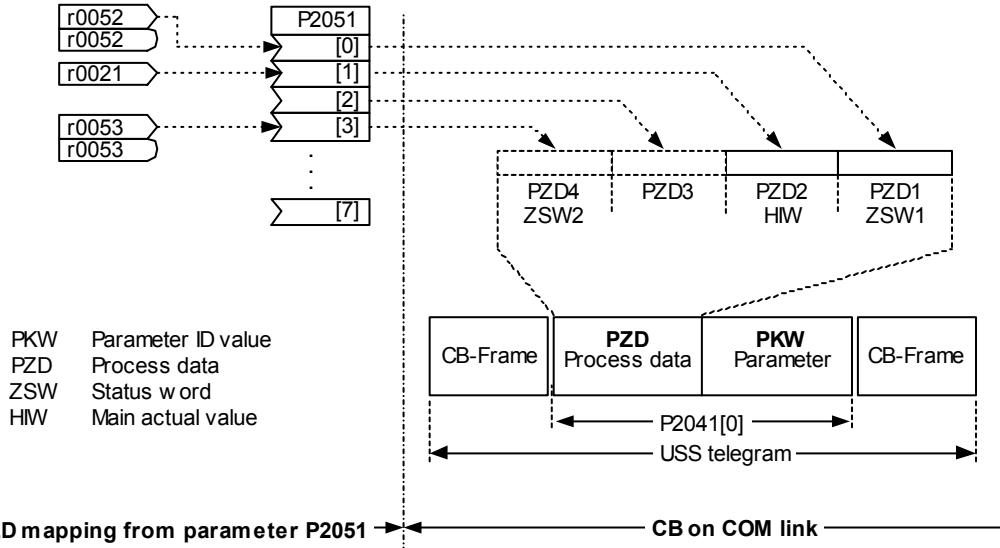 r0052
r0052
r0021
r0053
r0053
P2051
[0]
[1]
[2]
[3]
[7]
PZD4
ZSW2
PZD3
PZD2
HIW
PZD1
ZSW1
PKW Parameter ID value
PZD Process data
ZSW Status word
HIW Main actual value
CB-Frame
PZD
Process data
PKW
Parameter
CB-Frame
P2041[0]
USS telegram
D mapping from parameter P2051
CB on COM link